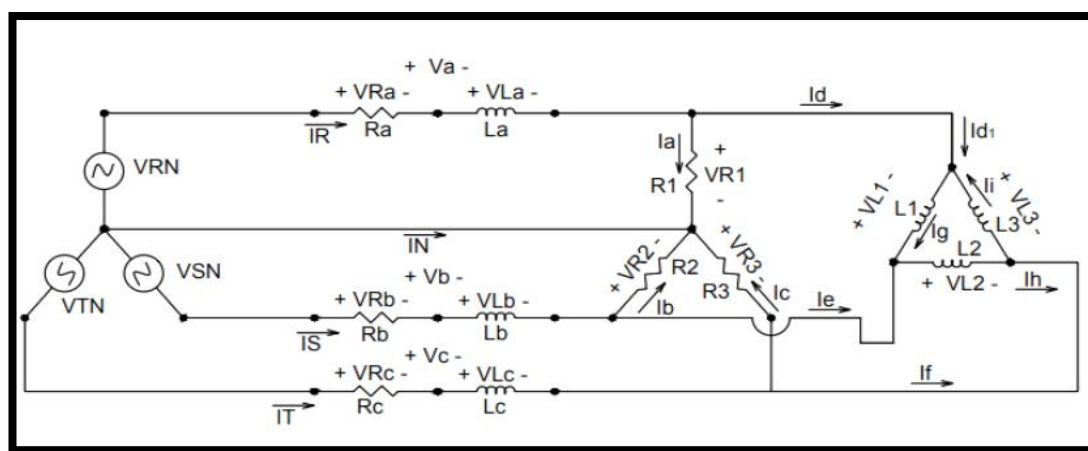 + Va -
+ VRa - + VLa -
Id
IR Ra La
Id₁
Ia
+
VRN
R1 VR1
-
+ VL1 -
L1
Ig
Ii
+ VL3 -
L3
L2
IN
+ VL2 - Ih
VTN VSN
+ Vb -
+ VR2 -
R2
+ VR3 -
R3
+ VRb - + VLb -
Ib
Ic
Ie
IS Rb Lb
+ Vc -
+ VRc - + VLc -
If
IT Rc Lc